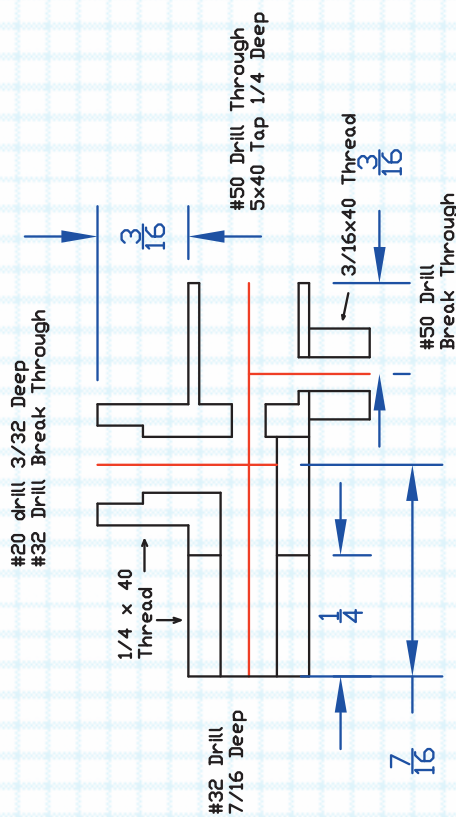 #20 drill 3/32 Deep
#32 Drill Break Through
#50 Drill Through
5x40 Tap 1/4 Deep
3/16
1/4 x 40
Thread
3/16x40 Thread
3/16
#50 Drill
Break Through
1/4
#32 Drill
7/16 Deep
7/16